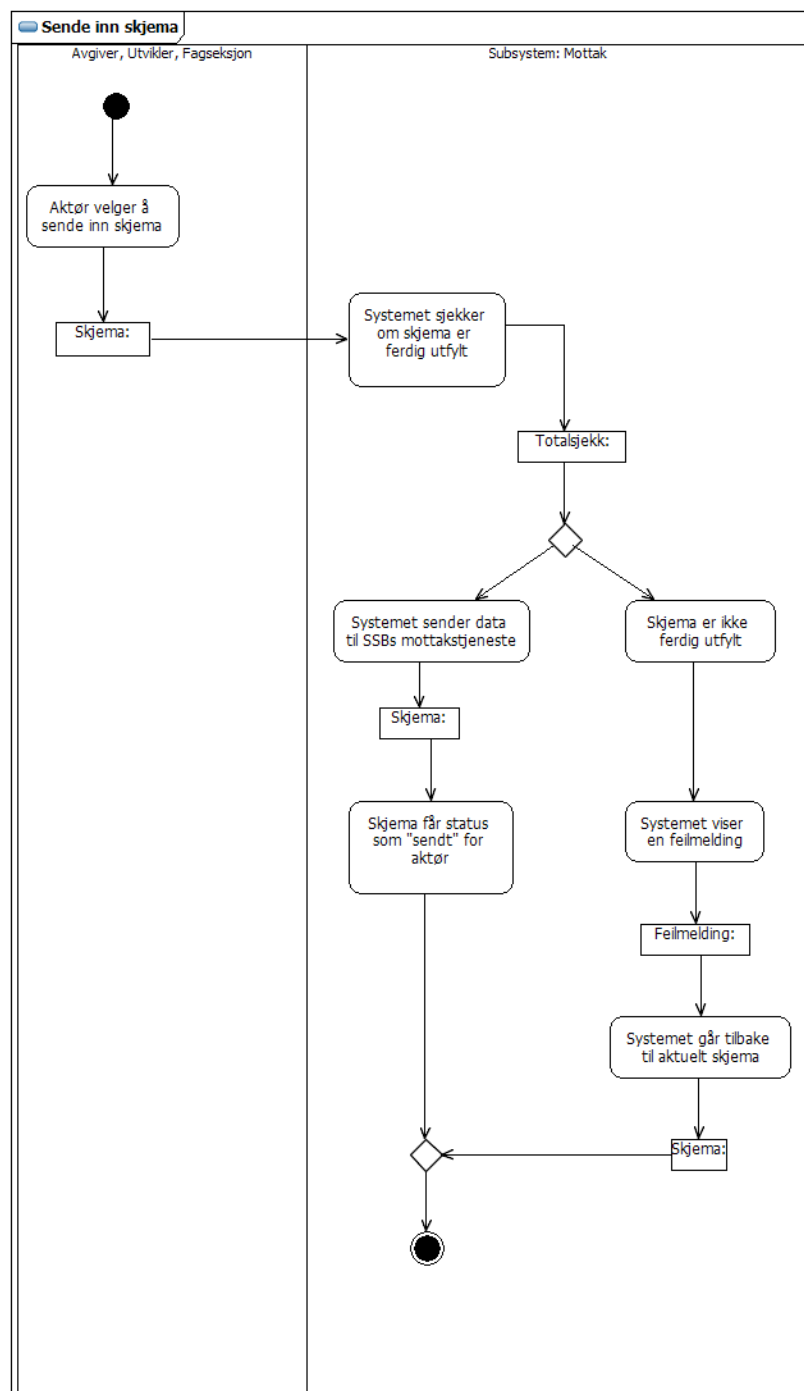 Sende inn skjema
Avgiver, Utvikler, Fagseksjon
Subsystem: Mottak
Aktør velger å
sende inn skjema
Skjema:
Systemet sjekker
om skjema er
ferdig utfylt
Totalsjekk:
Systemet sender data
til SSBs mottakstjeneste
Skjema er ikke
ferdig utfylt
Skjema:
Skjema får status
som "sendt" for
aktør
Systemet viser
en feilmelding
Feilmelding:
Systemet går tilbake
til aktuelt skjema
Skjema: